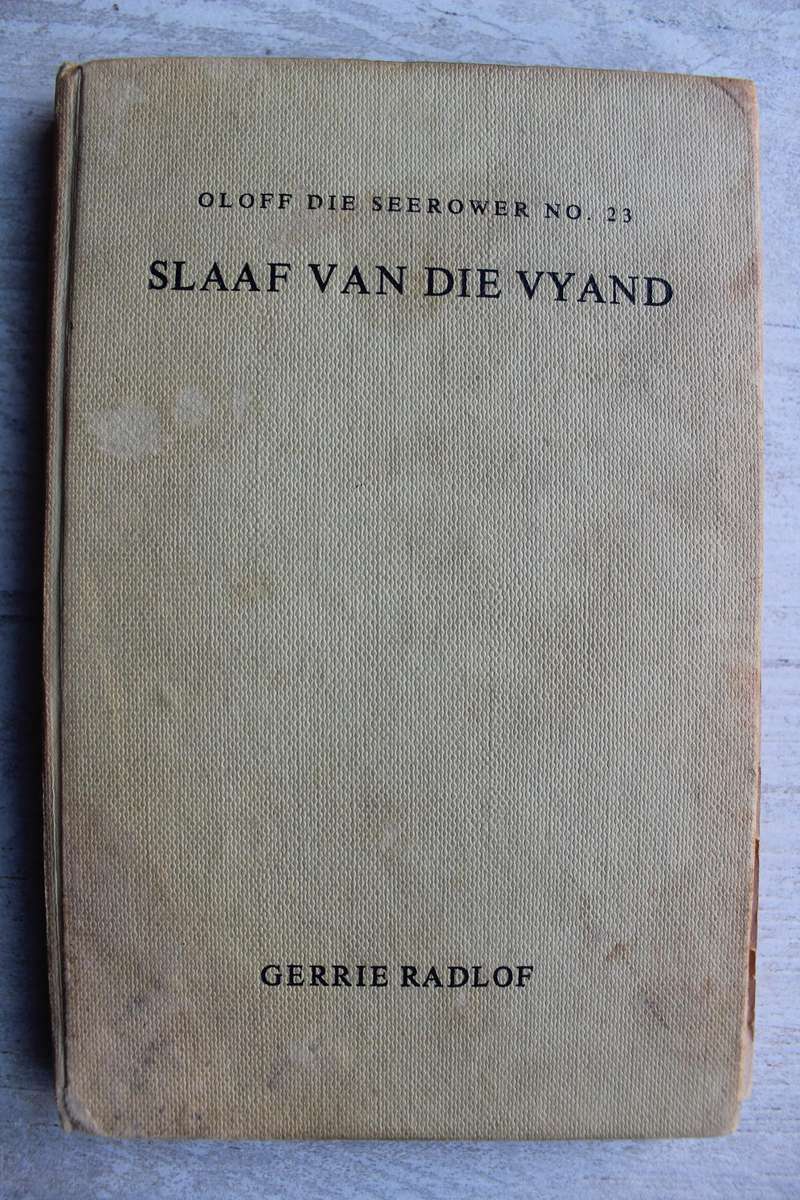 OLOFF DIE SEEROWER NO. 23
SLAAF VAN DIE VYAND
GERRIE RADLOF